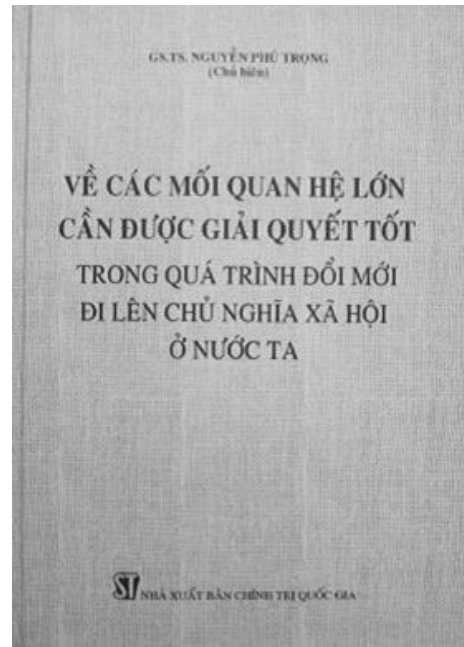 GS.TS. NGUYỄN PHÚ TRỌNG
(Chủ biên)
VỀ CÁC MỐI QUAN HỆ LỚN
CẦN ĐƯỢC GIẢI QUYẾT TỐT
TRONG QUÁ TRÌNH ĐỔI MỚI
ĐI LÊN CHỦ NGHĨA XÃ HỘI
Ở NƯỚC TA
ST NHÀ XUẤT BẢN CHÍNH TRỊ QUỐC GIA